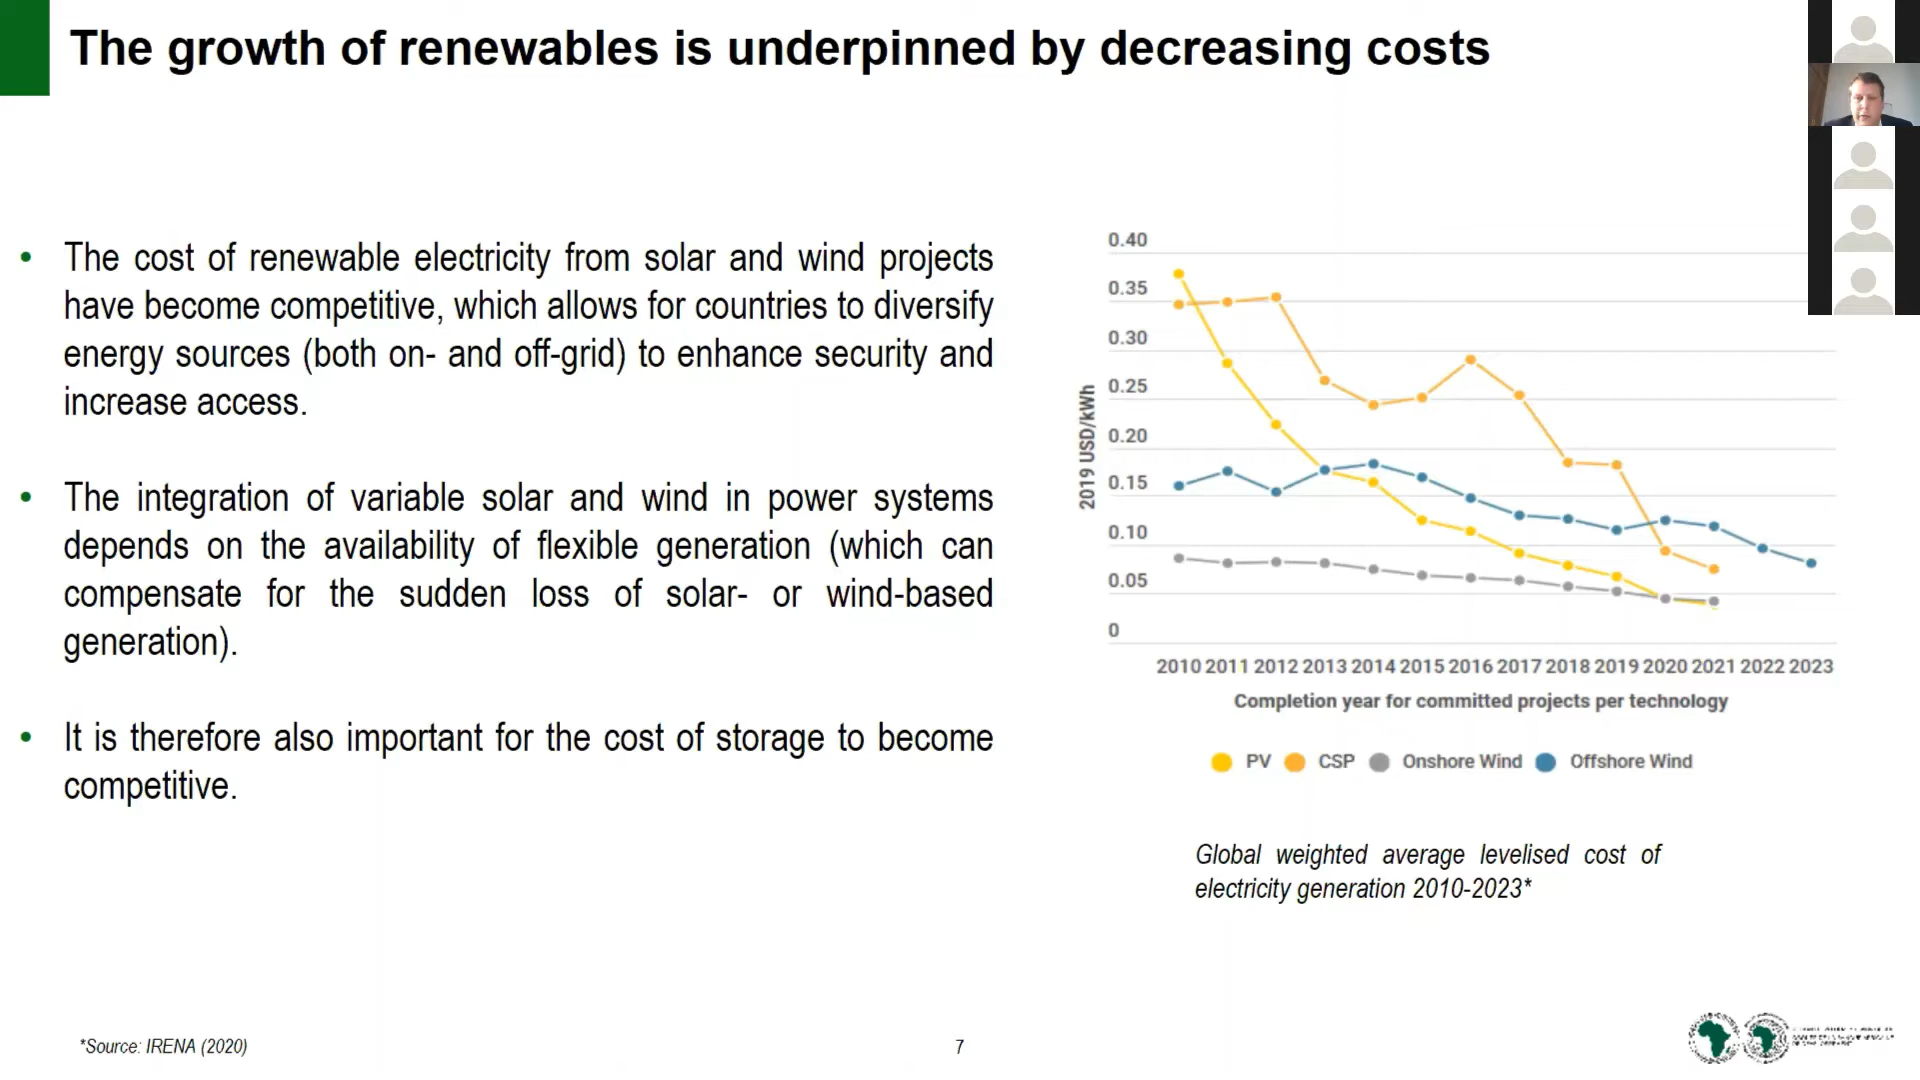 The growth of renewables is underpinned by decreasing costs
• The cost of renewable electricity from solar and wind projects
have become competitive, which allows for countries to diversify
energy sources (both on- and off-grid) to enhance security and
increase access.
• The integration of variable solar and wind in power systems
depends on the availability of flexible generation (which can
compensate for the sudden loss of solar- or wind-based
generation).
• It is therefore also important for the cost of storage to become
competitive.
0.40
0.35
0.30
0.25
0.20
0.15
0.10
0.05
0
2019 USD/kWh
2010 2011 2012 2013 2014 2015 2016 2017 2018 2019 2020 2021 2022 2023
Completion year for committed projects per technology
PV CSP Onshore Wind Offshore Wind
Global weighted average levelised cost of
electricity generation 2010-2023*
*Source: IRENA (2020)
7